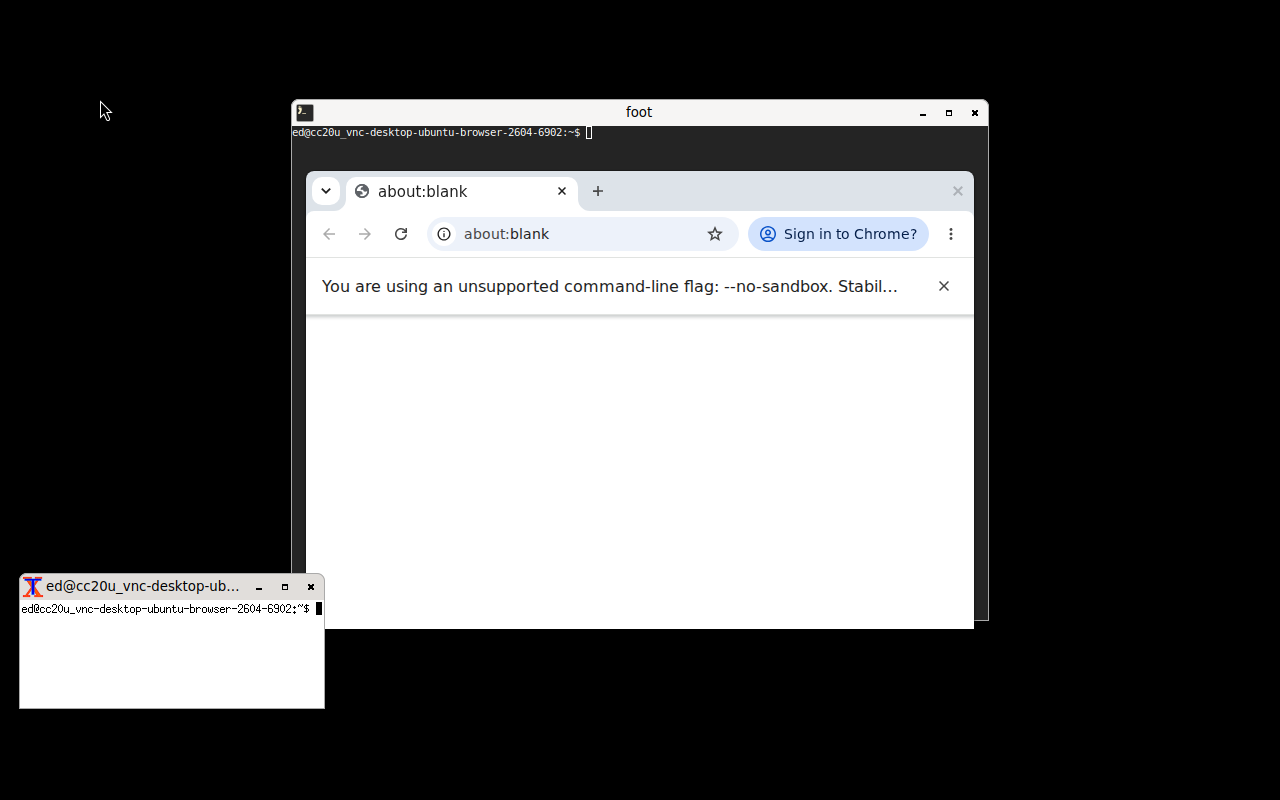 foot
ed@cc20u_vnc-desktop-ubuntu-browser-2604-6902:~$
about:blank
about:blank
Sign in to Chrome?
You are using an unsupported command-line flag: --no-sandbox. Stabil...
ed@cc20u_vnc-desktop-ub...
ed@cc20u_vnc-desktop-ubuntu-browser-2604-6902:~$